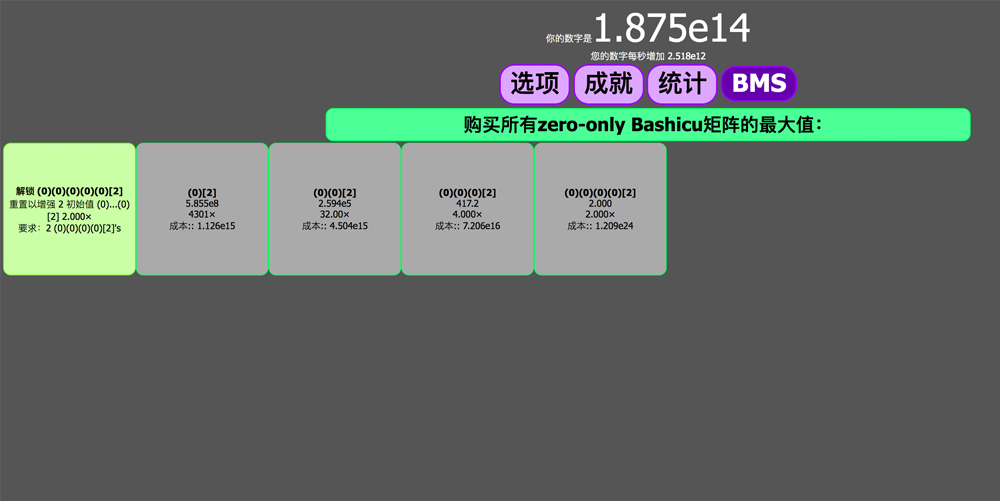 你的数字是1.875e14
您的数字每秒增加 2.518e12
选项 成就 统计 BMS
购买所有zero-only Bashicu矩阵的最大值:
解锁 (0)(0)(0)(0)(0)[2]
重置以增强 2 初始值 (0)...(0)
[2] 2.000×
要求: 2 (0)(0)(0)(0)[2]'s
(0)[2]
5.855e8
4301×
成本:: 1.126e15
(0)(0)[2]
2.594e5
32.00×
成本:: 4.504e15
(0)(0)(0)[2]
417.2
4.000×
成本:: 7.206e16
(0)(0)(0)(0)[2]
2.000
2.000×
成本:: 1.209e24